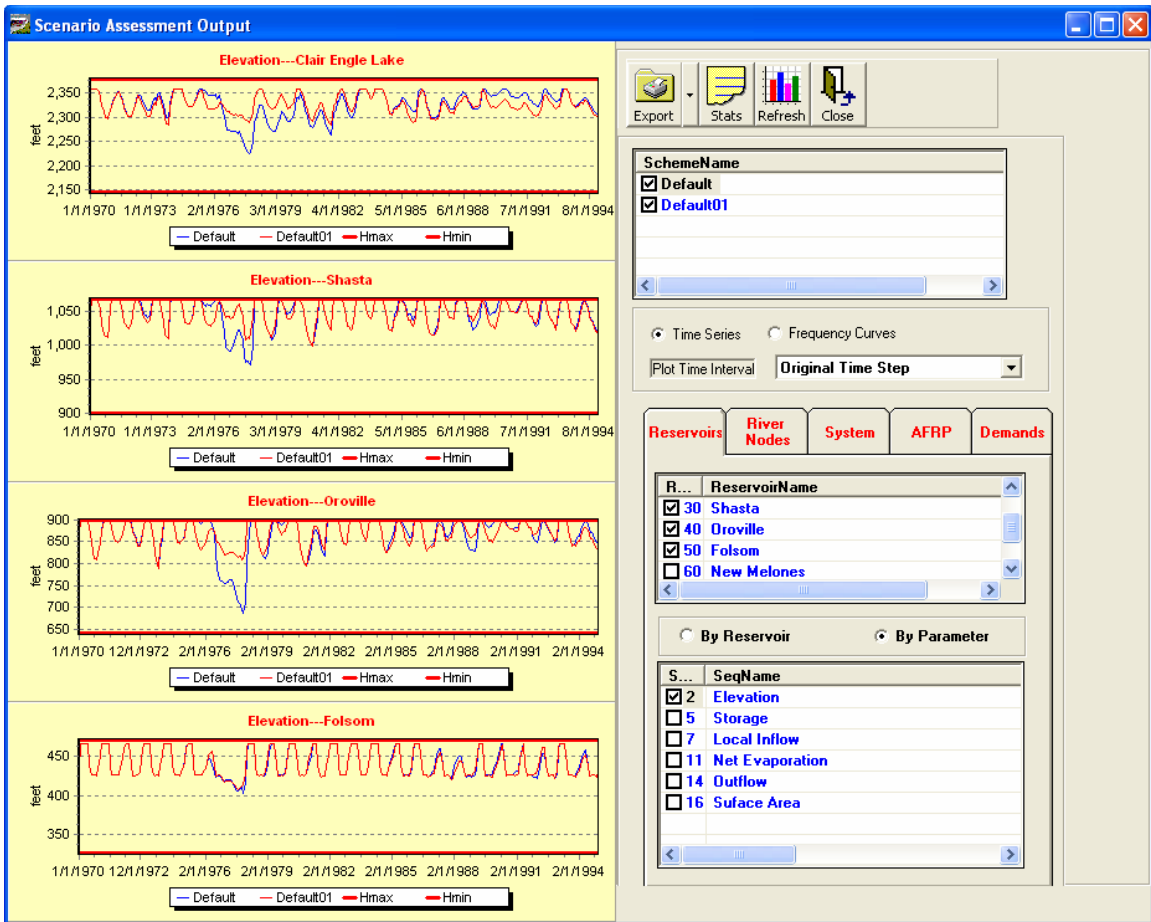 Scenario Assessment Output
Elevation---Clair Engle Lake
feet
2,350
2,300
2,250
2,200
2,150
1/1/1970 1/1/1973 2/1/1976 3/1/1979 4/1/1982 5/1/1985 6/1/1988 7/1/1991 8/1/1994
Default Default01 Hmax Hmin
Elevation---Shasta
feet
1,050
1,000
950
900
1/1/1970 1/1/1973 2/1/1976 3/1/1979 4/1/1982 5/1/1985 6/1/1988 7/1/1991 8/1/1994
Default Default01 Hmax Hmin
Elevation---Oroville
feet
900
850
800
750
700
650
1/1/1970 12/1/1972 2/1/1976 2/1/1979 2/1/1982 2/1/1985 2/1/1988 2/1/1991 2/1/1994
Default Default01 Hmax Hmin
Elevation---Folsom
feet
450
400
350
1/1/1970 12/1/1972 2/1/1976 2/1/1979 2/1/1982 2/1/1985 2/1/1988 2/1/1991 2/1/1994
Default Default01 Hmax Hmin
Export Stats Refresh Close
SchemeName
Default
Default01
Time Series Frequency Curves
Plot Time Interval Original Time Step
Reservoirs River Nodes System AFRP Demands
R... ReservoirName
30 Shasta
40 Oroville
50 Folsom
60 New Melones
By Reservoir By Parameter
S... SeqName
2 Elevation
5 Storage
7 Local Inflow
11 Net Evaporation
14 Outflow
16 Suface Area